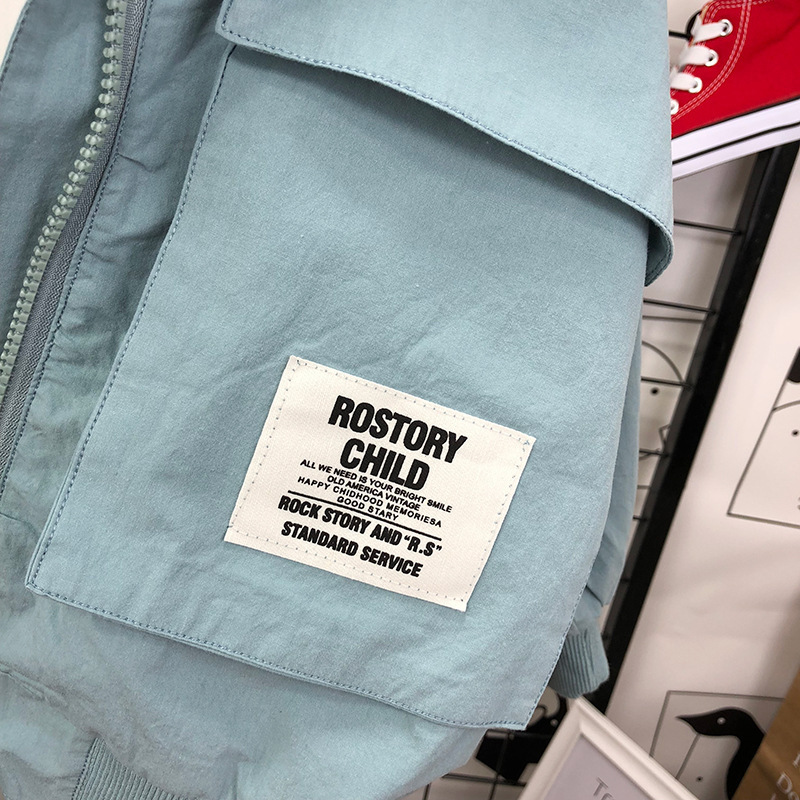 ROSTORY
CHILD
ALL WE NEED IS YOUR BRIGHT SMILE
OLD AMERICA VINTAGE
HAPPY CHIDHOOD MEMORIESA
GOOD STARY
ROCK STORY AND "R.S"
STANDARD SERVICE